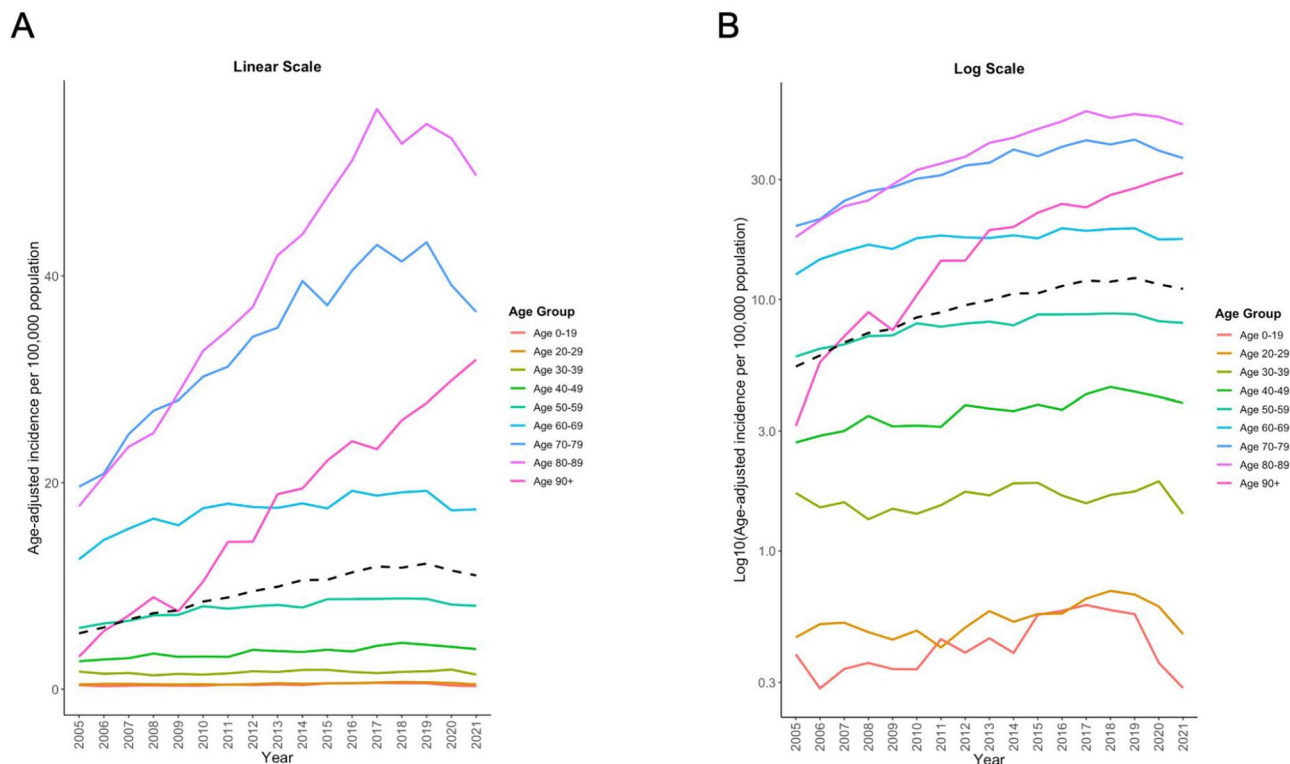 A
Linear Scale
Age-adjusted incidence per 100,000 population
40
20
0
2005
2006
2007
2008
2009
2010
2011
2012
2013
2014
2015
2016
2017
2018
2019
2020
2021
Year
Age Group
Age 0-19
Age 20-29
Age 30-39
Age 40-49
Age 50-59
Age 60-69
Age 70-79
Age 80-89
Age 90+
B
Log Scale
Log10(Age-adjusted incidence per 100,000 population)
30.0
10.0
3.0
1.0
0.3
2005
2006
2007
2008
2009
2010
2011
2012
2013
2014
2015
2016
2017
2018
2019
2020
2021
Year
Age Group
Age 0-19
Age 20-29
Age 30-39
Age 40-49
Age 50-59
Age 60-69
Age 70-79
Age 80-89
Age 90+